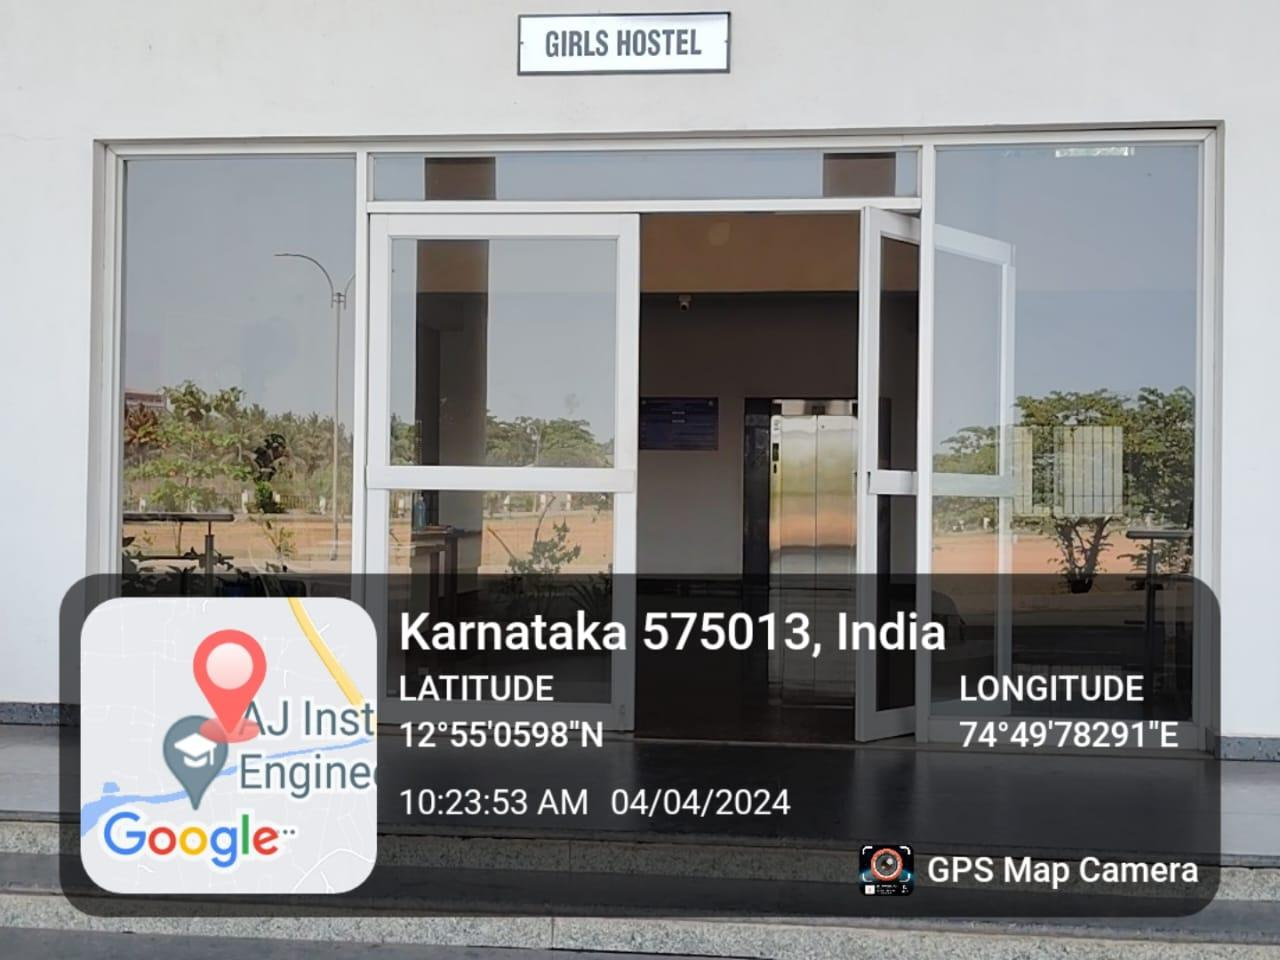 GIRLS HOSTEL
Karnataka 575013, India
LATITUDE
12°55'0598"N
LONGITUDE
74°49'78291"E
10:23:53 AM 04/04/2024
GPS Map Camera
AJ Inst
Enginee
Google